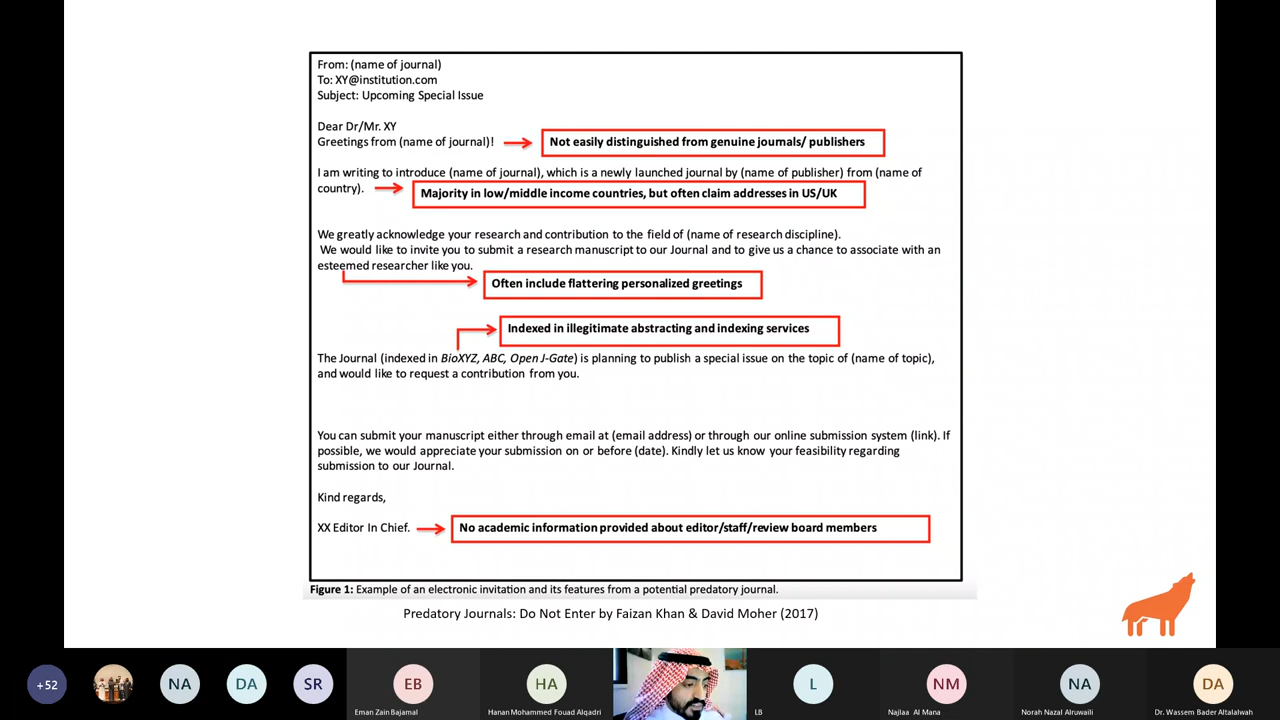 From: (name of journal)
To: XY@institution.com
Subject: Upcoming Special Issue
Dear Dr/Mr. XY
Greetings from (name of journal)!
Not easily distinguished from genuine journals/ publishers
I am writing to introduce (name of journal), which is a newly launched journal by (name of publisher) from (name of
country).
Majority in low/middle income countries, but often claim addresses in US/UK
We greatly acknowledge your research and contribution to the field of (name of research discipline).
We would like to invite you to submit a research manuscript to our Journal and to give us a chance to associate with an
esteemed researcher like you.
Often include flattering personalized greetings
Indexed in illegitimate abstracting and indexing services
The Journal (indexed in BioXYZ, ABC, Open J-Gate) is planning to publish a special issue on the topic of (name of topic),
and would like to request a contribution from you.
You can submit your manuscript either through email at (email address) or through our online submission system (link). If
possible, we would appreciate your submission on or before (date). Kindly let us know your feasibility regarding
submission to our Journal.
Kind regards,
XX Editor In Chief.
No academic information provided about editor/staff/review board members
Figure 1: Example of an electronic invitation and its features from a potential predatory journal.
Predatory Journals: Do Not Enter by Faizan Khan & David Moher (2017)
+52
NA
DA
SR
EB
HA
L
NM
NA
DA
Eman Zain Bajamal
Hanan Mohammed Fouad Alqadri
LB
Najlaa Al Mana
Norah Nazal Alruwaili
Dr. Wassem Bader Altalalwah